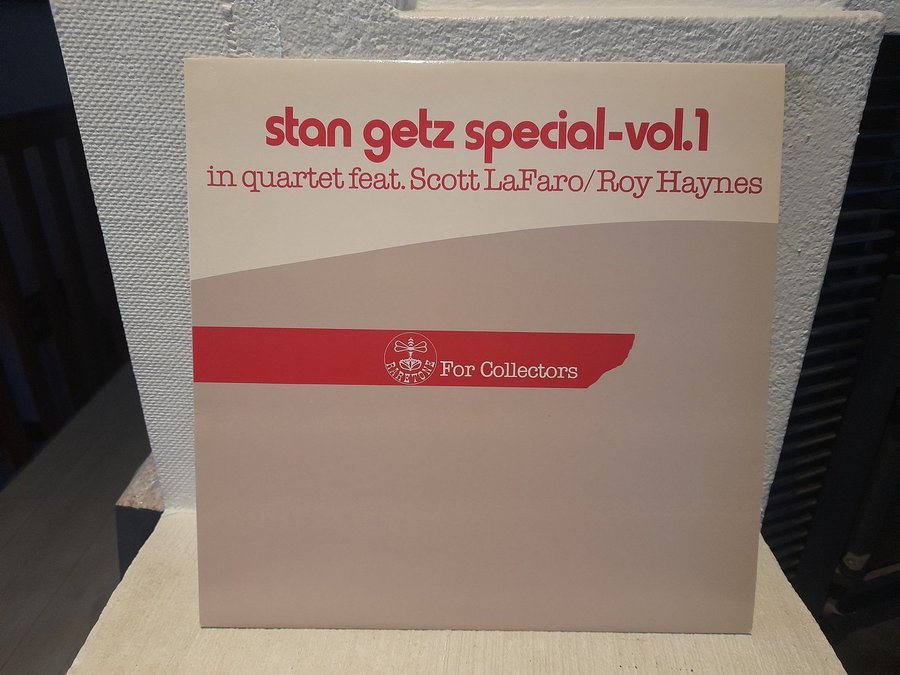 stan getz special-vol.1
in quartet feat. Scott LaFaro/Roy Haynes
RARETONE
For Collectors